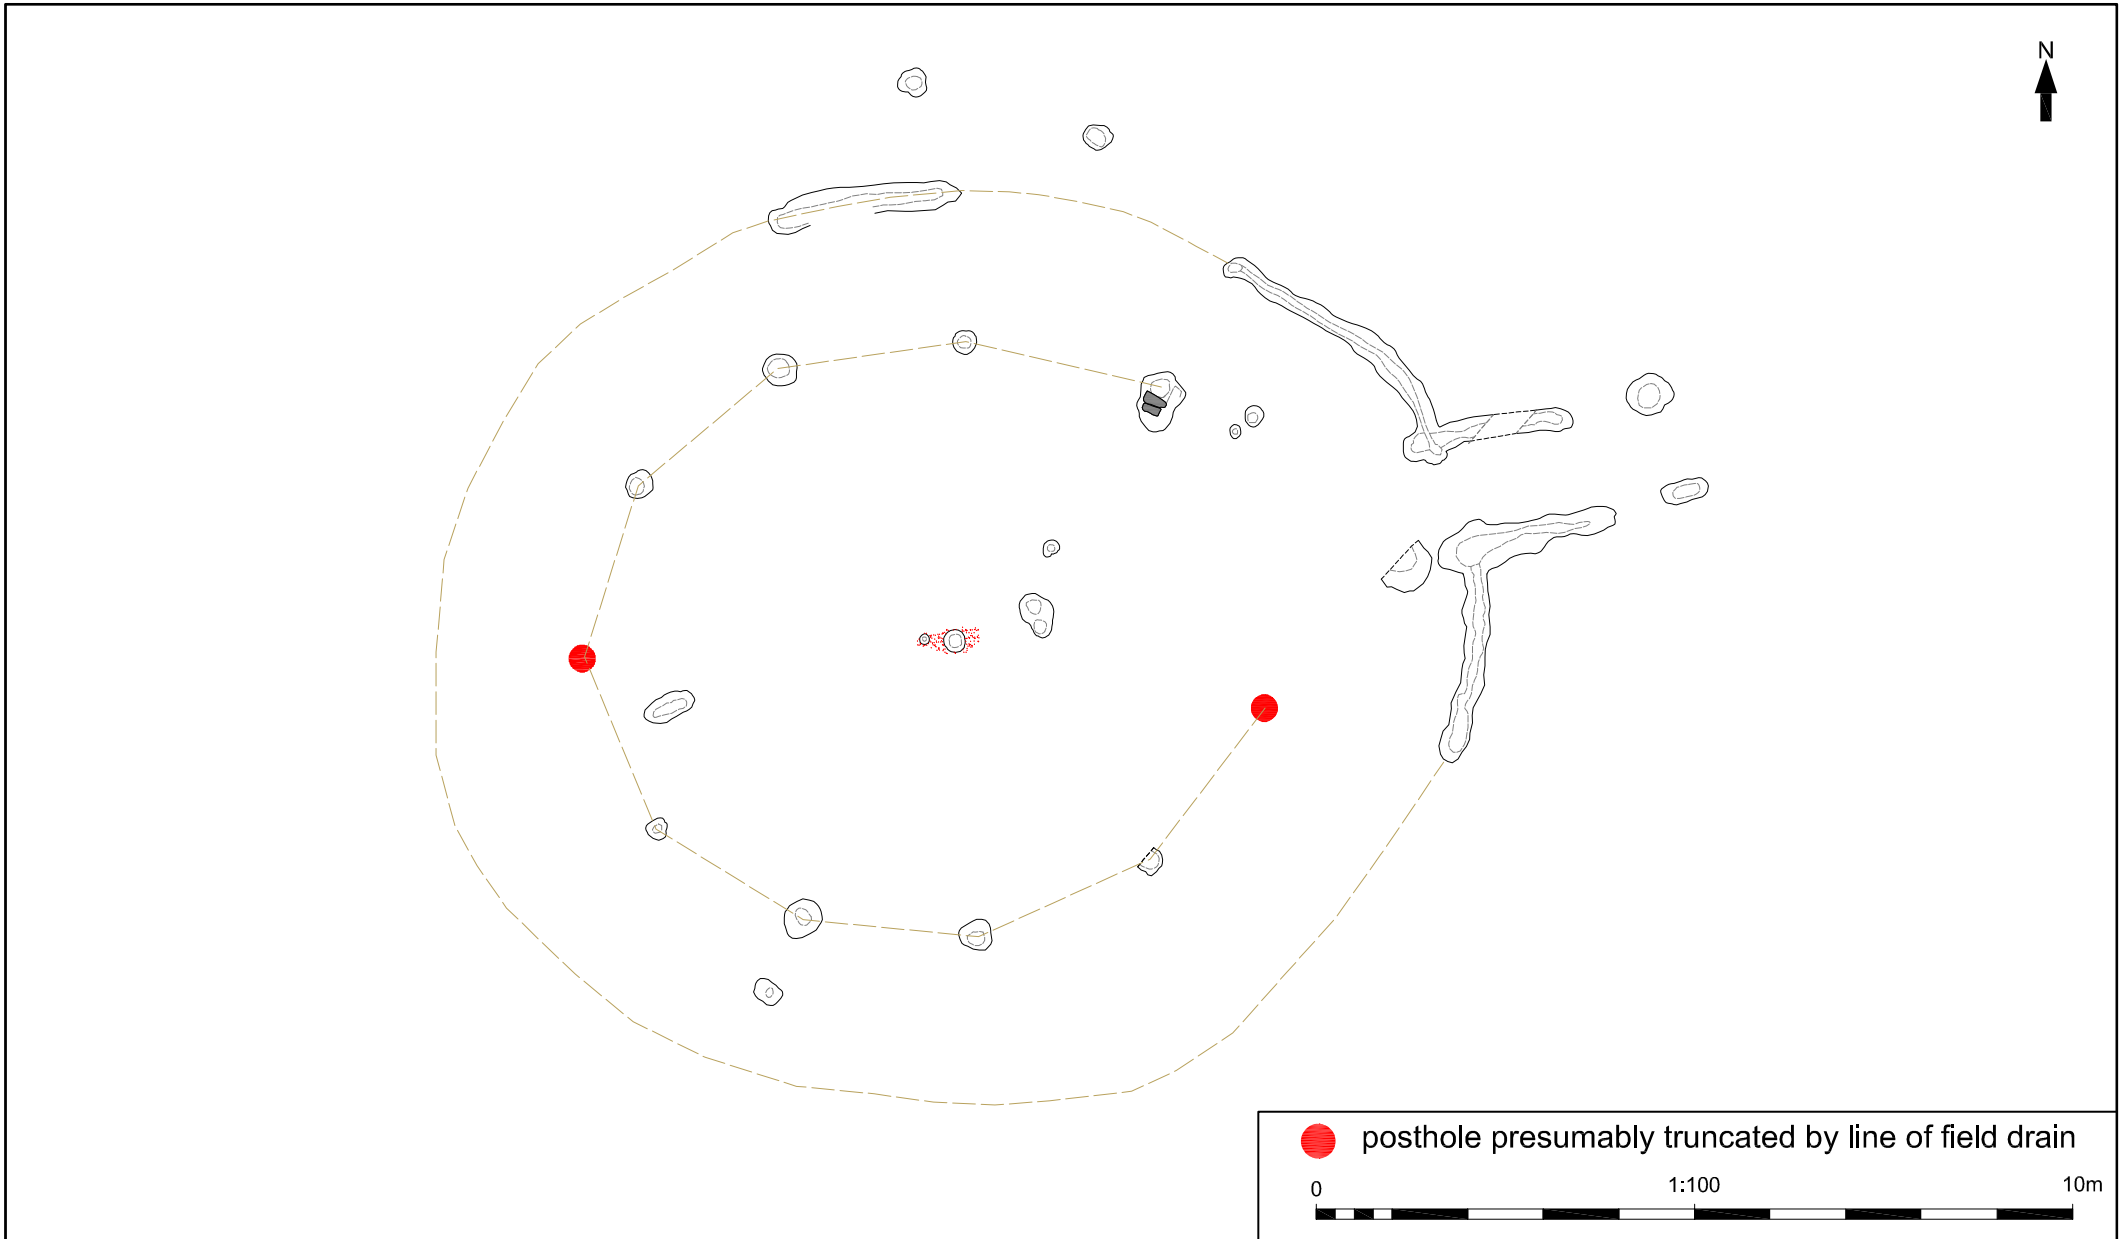 N
posthole presumably truncated by line of field drain
0 1:100 10m